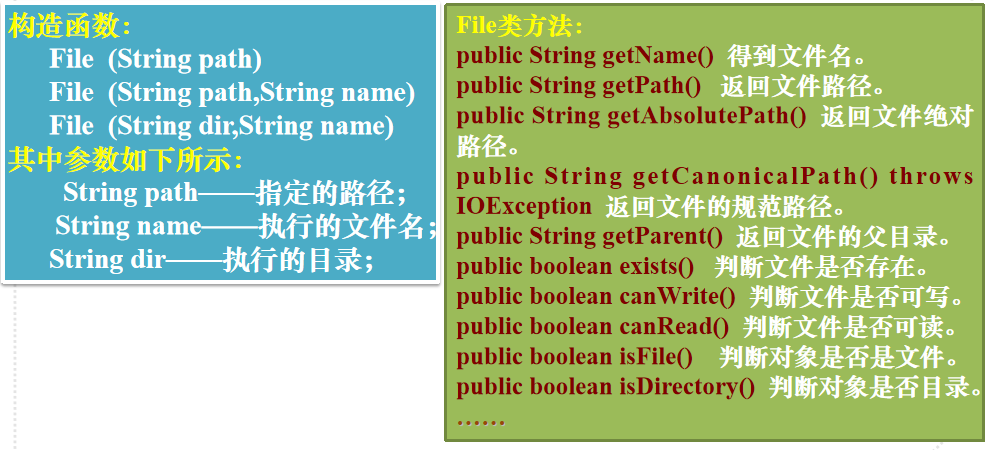 构造函数：
File (String path)
File (String path,String name)
File (String dir,String name)
其中参数如下所示：
String path——指定的路径；
String name——执行的文件名；
String dir——执行的目录；
File类方法：
public String getName() 得到文件名。
public String getPath() 返回文件路径。
public String getAbsolutePath() 返回文件绝对
路径。
public String getCanonicalPath() throws
IOException 返回文件的规范路径。
public String getParent() 返回文件的父目录。
public boolean exists() 判断文件是否存在。
public boolean canWrite() 判断文件是否可写。
public boolean canRead() 判断文件是否可读。
public boolean isFile() 判断对象是否是文件。
public boolean isDirectory() 判断对象是否目录。
……